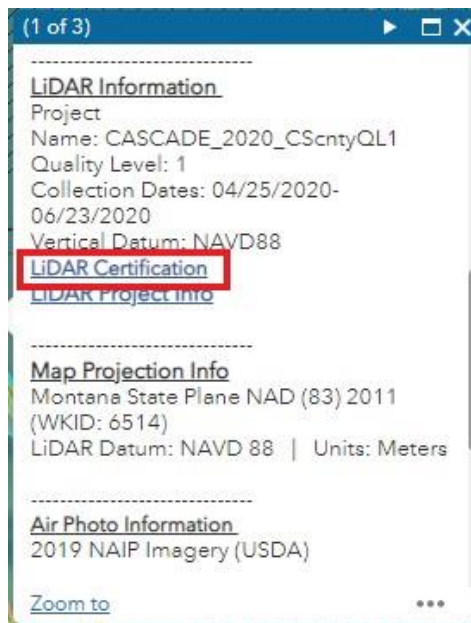 (1 of 3)
------------------------------
LiDAR Information
Project
Name: CASCADE_2020_CScntyQL1
Quality Level: 1
Collection Dates: 04/25/2020-
06/23/2020
Vertical Datum: NAVD88
LiDAR Certification
LiDAR Project Info
------------------------------
Map Projection Info
Montana State Plane NAD (83) 2011
(WKID: 6514)
LiDAR Datum: NAVD 88 | Units: Meters
------------------------------
Air Photo Information
2019 NAIP Imagery (USDA)
Zoom to